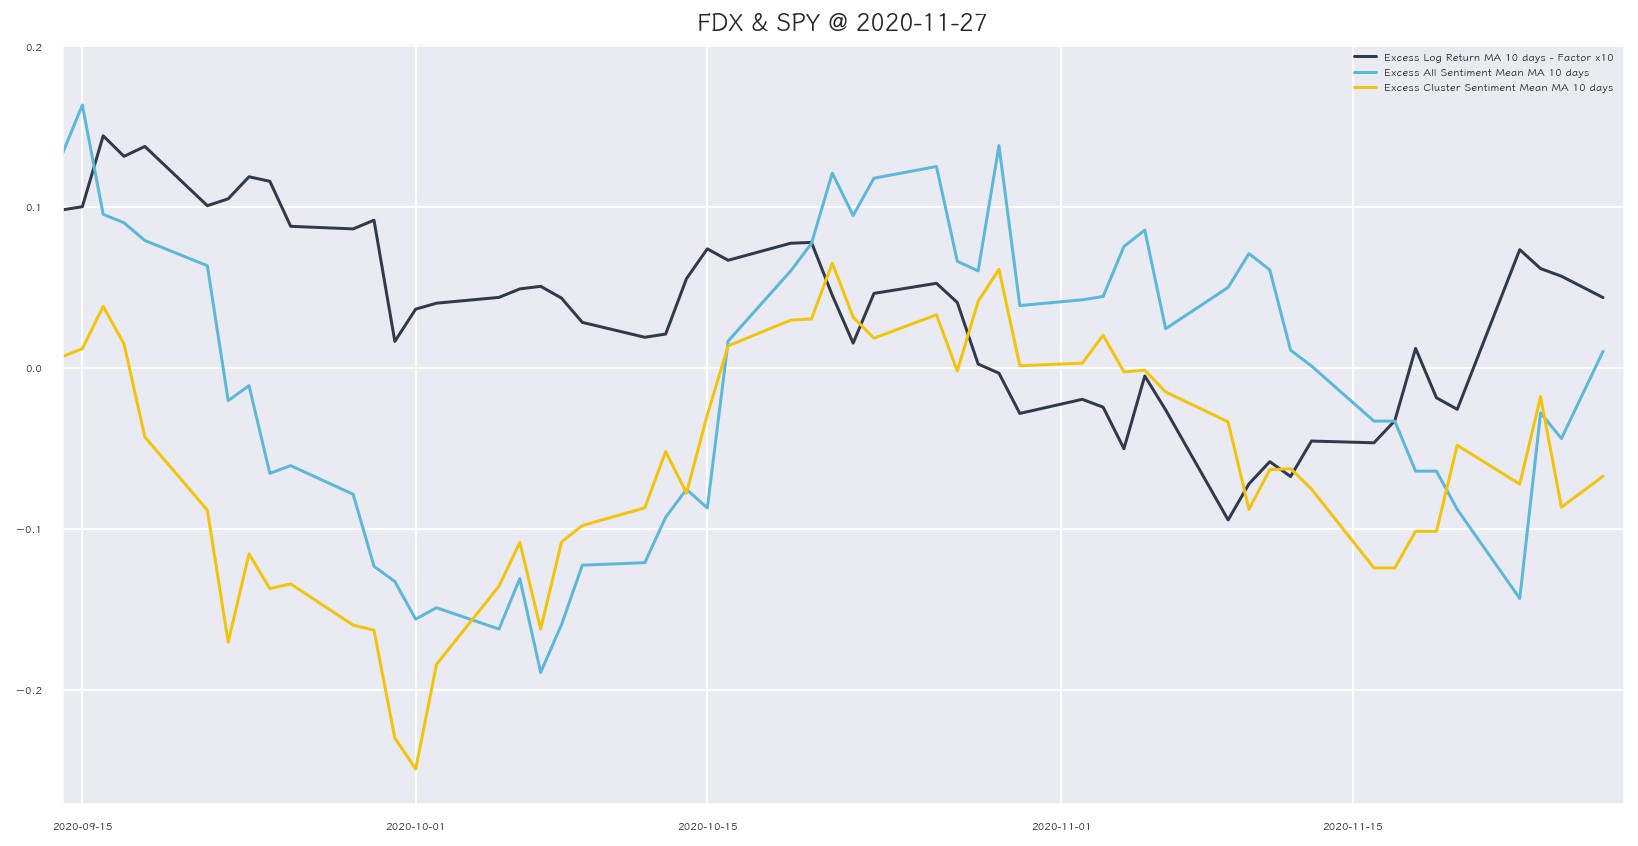 FDX & SPY @ 2020-11-27
Excess Log Return MA 10 days - Factor x10
Excess All Sentiment Mean MA 10 days
Excess Cluster Sentiment Mean MA 10 days
0.2
0.1
0.0
−0.1
−0.2
2020-09-15
2020-10-01
2020-10-15
2020-11-01
2020-11-15